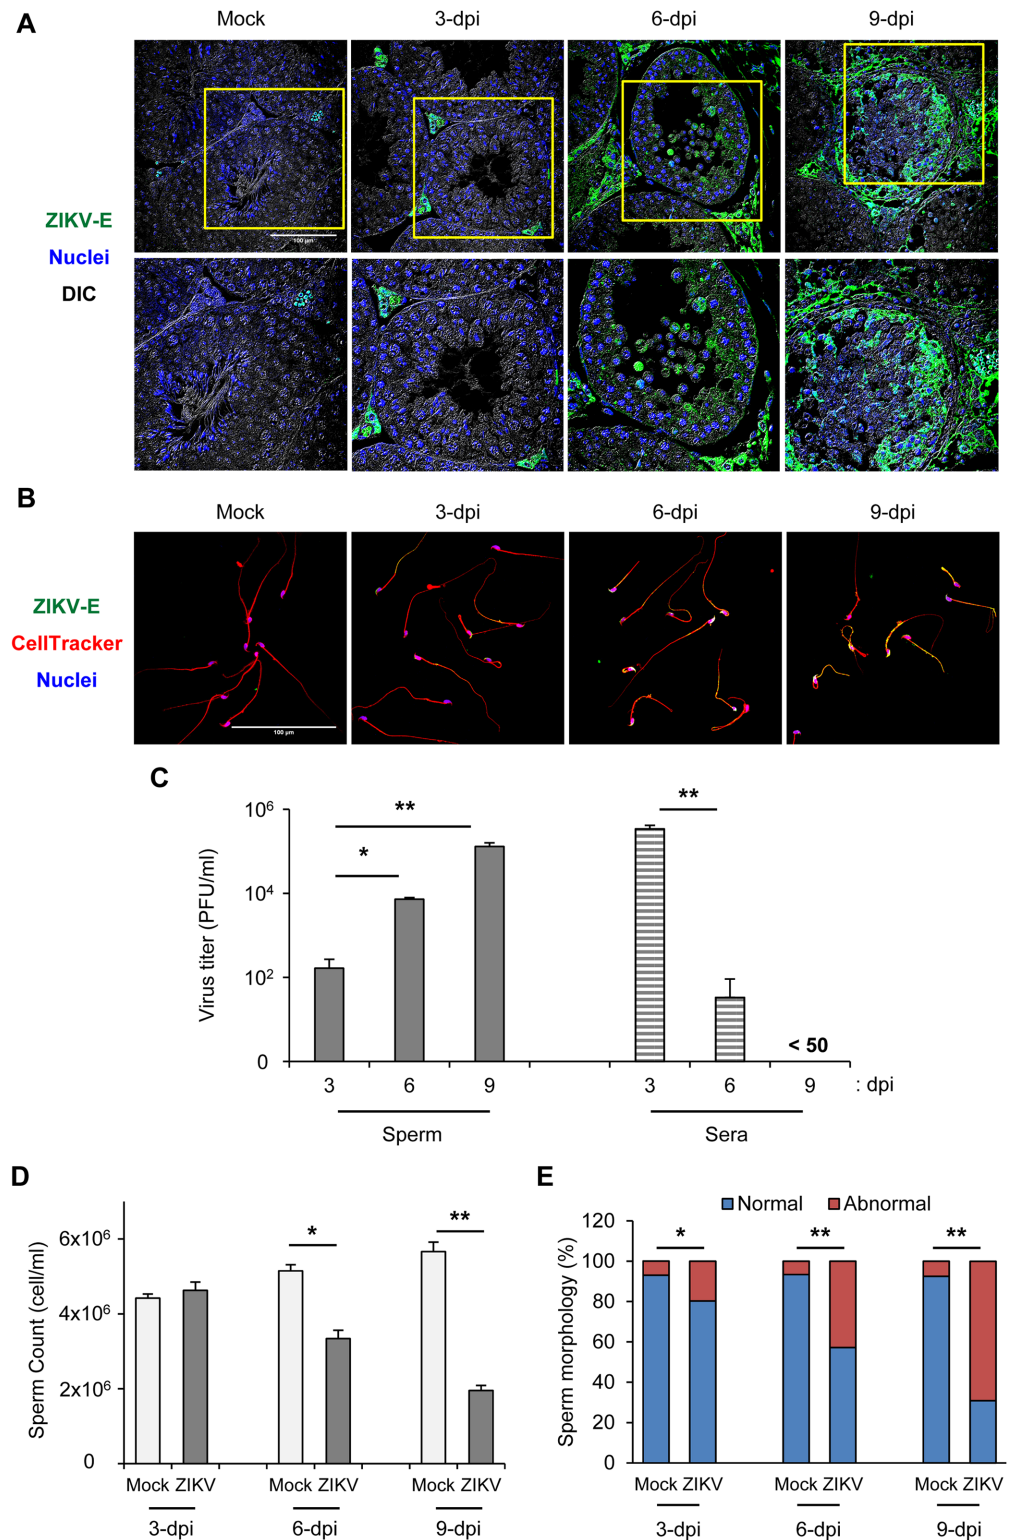 A
Mock 3-dpi 6-dpi 9-dpi
ZIKV-E
Nuclei
DIC
100 μm
B
Mock 3-dpi 6-dpi 9-dpi
ZIKV-E
CellTracker
Nuclei
100 μm
C
Virus titer (PFU/ml)
10⁶
10⁴
10²
0
*
**
**
< 50
3 6 9 3 6 9 : dpi
Sperm Sera
D
Sperm Count (cell/ml)
6x10⁶
4x10⁶
2x10⁶
0
*
**
Mock ZIKV Mock ZIKV Mock ZIKV
3-dpi 6-dpi 9-dpi
E
Normal Abnormal
Sperm morphology (%)
120
100
80
60
40
20
0
*
**
**
Mock ZIKV Mock ZIKV Mock ZIKV
3-dpi 6-dpi 9-dpi